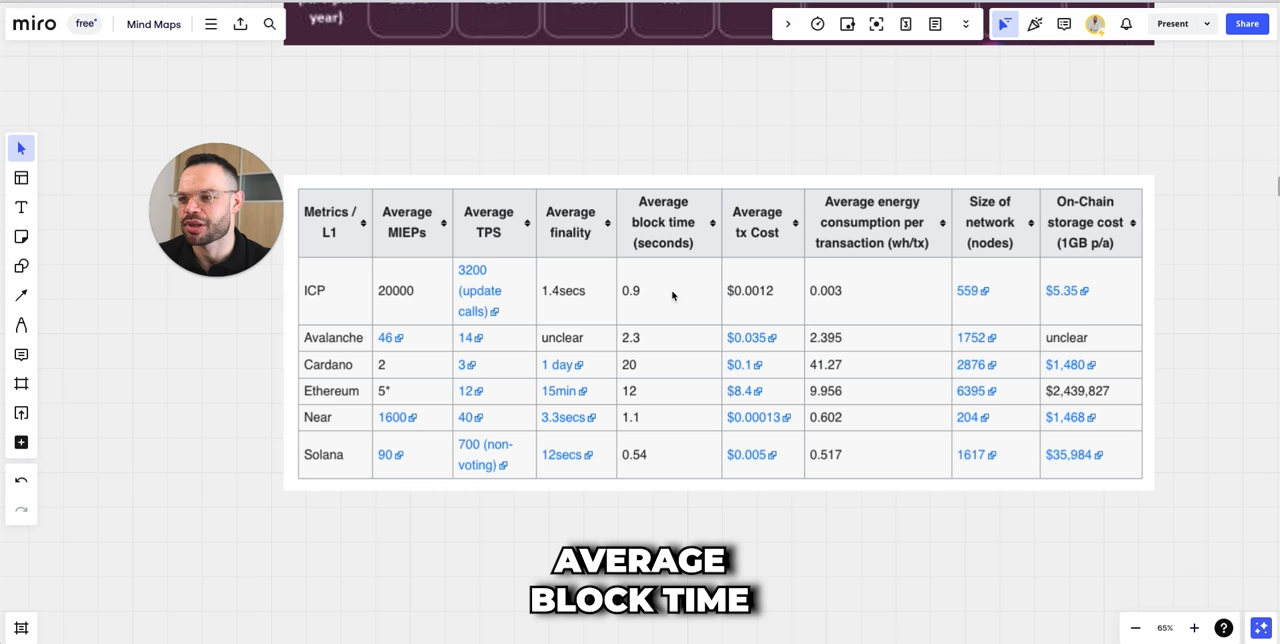 year)
miro free° Mind Maps
3
Present
Share
Metrics / L1 Average MIEPs Average TPS Average finality Average block time (seconds) Average tx Cost Average energy consumption per transaction (wh/tx) Size of network (nodes) On-Chain storage cost (1GB p/a)
ICP 20000 3200 (update calls) 1.4secs 0.9 $0.0012 0.003 559 $5.35
Avalanche 46 14 unclear 2.3 $0.035 2.395 1752 unclear
Cardano 2 3 1 day 20 $0.1 41.27 2876 $1,480
Ethereum 5* 12 15min 12 $8.4 9.956 6395 $2,439,827
Near 1600 40 3.3secs 1.1 $0.00013 0.602 204 $1,468
Solana 90 700 (non-voting) 12secs 0.54 $0.005 0.517 1617 $35,984
AVERAGE
BLOCK TIME
65%